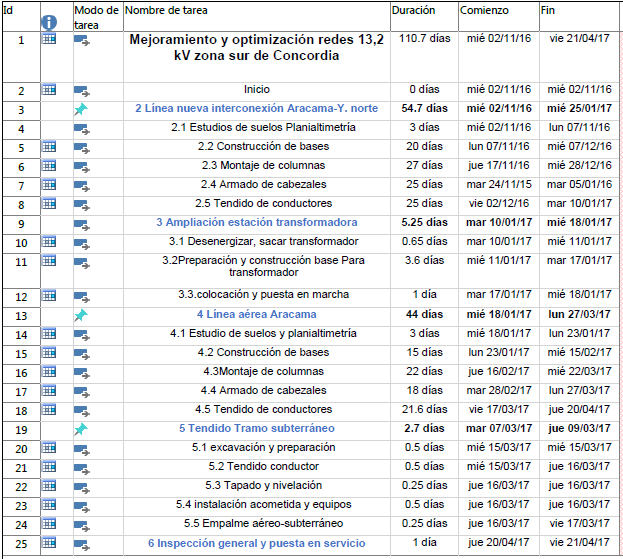 Id Modo de tarea Nombre de tarea Duración Comienzo Fin
1 Mejoramiento y optimización redes 13,2 kV zona sur de Concordia 110.7 días mié 02/11/16 vie 21/04/17
2 Inicio 0 días mié 02/11/16 mié 02/11/16
3 2 Línea nueva interconexión Aracama-Y. norte 54.7 días mié 02/11/16 mié 25/01/17
4 2.1 Estudios de suelos Planialtimetría 3 días mié 02/11/16 lun 07/11/16
5 2.2 Construcción de bases 20 días lun 07/11/16 mié 07/12/16
6 2.3 Montaje de columnas 27 días jue 17/11/16 mié 28/12/16
7 2.4 Armado de cabezales 25 días mar 24/11/15 mar 05/01/16
8 2.5 Tendido de conductores 25 días vie 02/12/16 mar 10/01/17
9 3 Ampliación estación transformadora 5.25 días mar 10/01/17 mié 18/01/17
10 3.1 Desenergizar, sacar transformador 0.65 días mar 10/01/17 mié 11/01/17
11 3.2Preparación y construcción base Para transformador 3.6 días mié 11/01/17 mar 17/01/17
12 3.3.colocación y puesta en marcha 1 día mar 17/01/17 mié 18/01/17
13 4 Línea aérea Aracama 44 días mié 18/01/17 lun 27/03/17
14 4.1 Estudio de suelos y planialtimetría 3 días mié 18/01/17 lun 23/01/17
15 4.2 Construcción de bases 15 días lun 23/01/17 mié 15/02/17
16 4.3Montaje de columnas 22 días jue 16/02/17 mié 22/03/17
17 4.4 Armado de cabezales 18 días mar 28/02/17 lun 27/03/17
18 4.5 Tendido de conductores 21.6 días vie 17/03/17 jue 20/04/17
19 5 Tendido Tramo subterráneo 2.7 días mar 07/03/17 jue 09/03/17
20 5.1 excavación y preparación 0.5 días mié 15/03/17 mié 15/03/17
21 5.2 Tendido conductor 0.5 días mié 15/03/17 jue 16/03/17
22 5.3 Tapado y nivelación 0.25 días jue 16/03/17 jue 16/03/17
23 5.4 instalación acometida y equipos 0.5 días jue 16/03/17 jue 16/03/17
24 5.5 Empalme aéreo-subterráneo 0.25 días jue 16/03/17 vie 17/03/17
25 6 Inspección general y puesta en servicio 1 día jue 20/04/17 vie 21/04/17